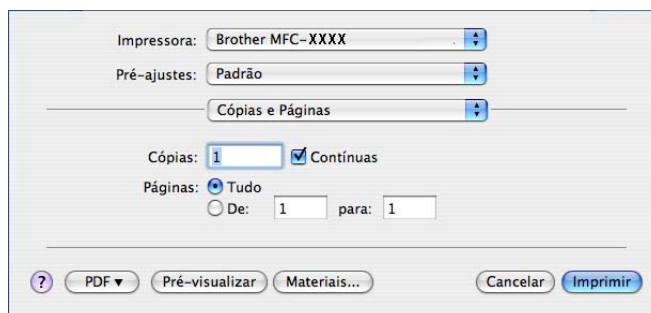 Impressora: Brother MFC-XXXX
Pré-ajustes: Padrão
Cópias e Páginas
Cópias: 1 Contínuas
Páginas: Tudo
De: 1 para: 1
? PDF ▼ Pré-visualizar Materiais... Cancelar Imprimir